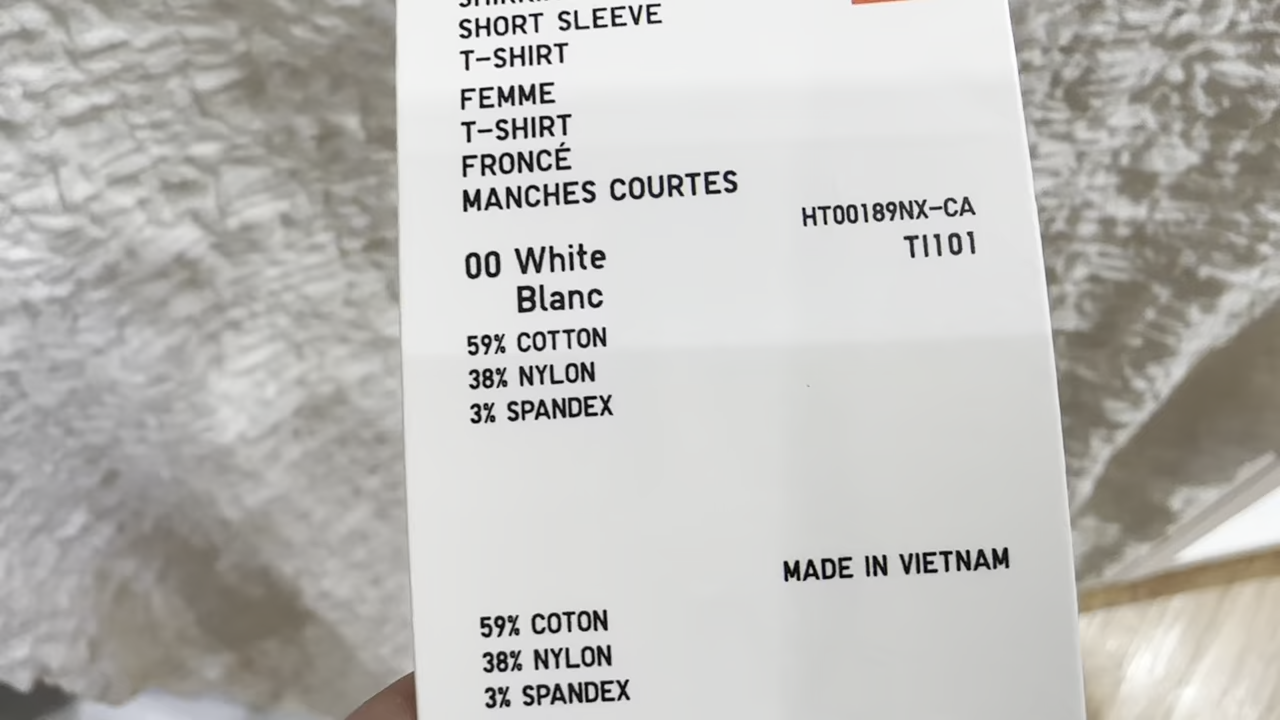 SHORT SLEEVE
T-SHIRT
FEMME
T-SHIRT
FRONCÉ
MANCHES COURTES
HT00189NX-CA
TI101
00 White
Blanc
59% COTTON
38% NYLON
3% SPANDEX
MADE IN VIETNAM
59% COTON
38% NYLON
3% SPANDEX